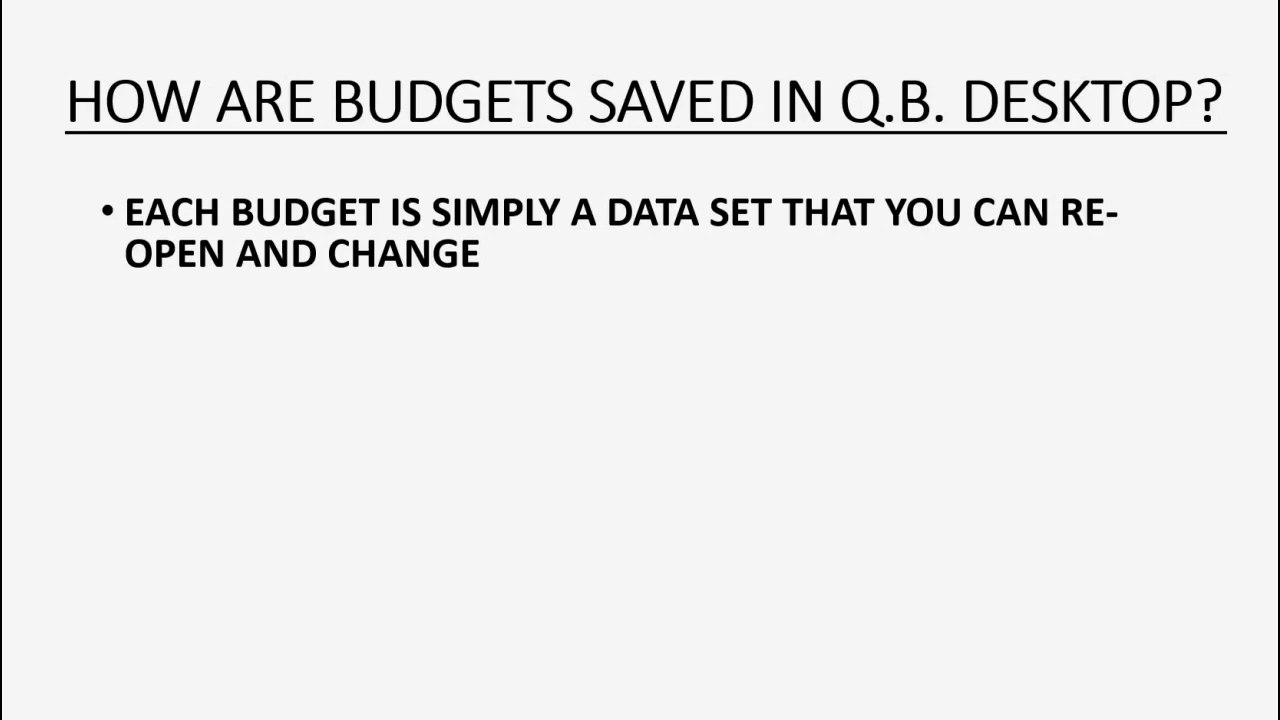 HOW ARE BUDGETS SAVED IN Q.B. DESKTOP?
• EACH BUDGET IS SIMPLY A DATA SET THAT YOU CAN RE-
OPEN AND CHANGE